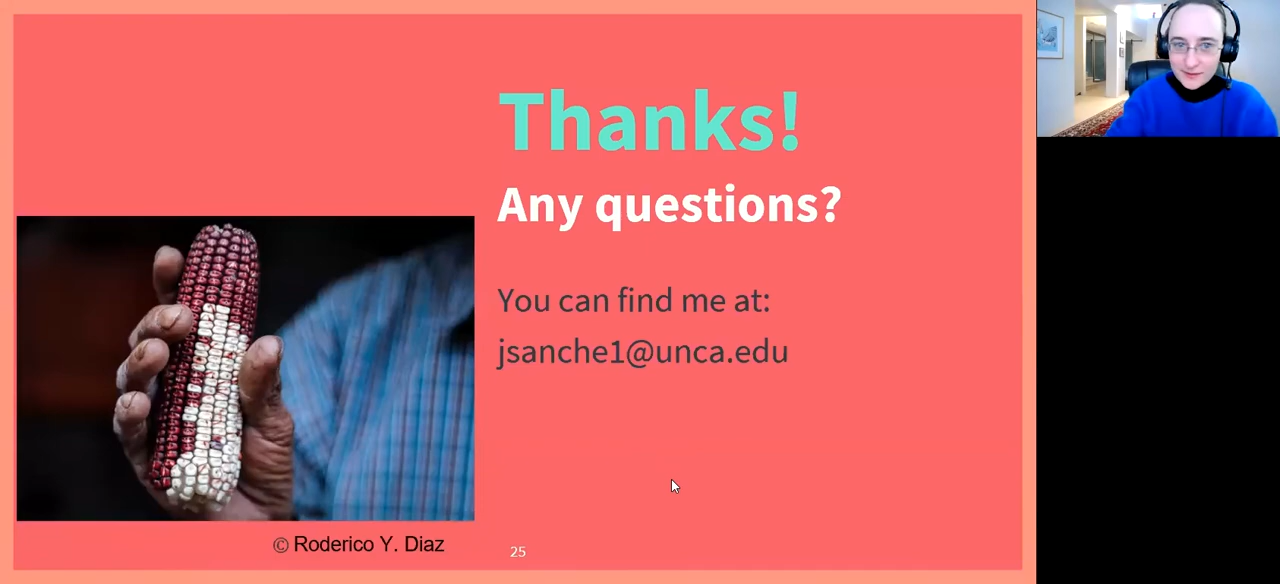 Thanks!
Any questions?
You can find me at:
jsanche1@unca.edu
© Roderico Y. Diaz
25